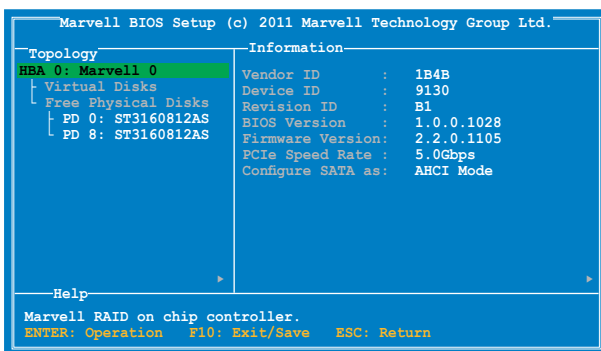 Marvell BIOS Setup (c) 2011 Marvell Technology Group Ltd.
Topology
HBA 0: Marvell 0
Virtual Disks
Free Physical Disks
PD 0: ST3160812AS
PD 8: ST3160812AS
Information
Vendor ID : 1B4B
Device ID : 9130
Revision ID : B1
BIOS Version : 1.0.0.1028
Firmware Version: 2.2.0.1105
PCIe Speed Rate : 5.0Gbps
Configure SATA as: AHCI Mode
Help
Marvell RAID on chip controller.
ENTER: Operation F10: Exit/Save ESC: Return